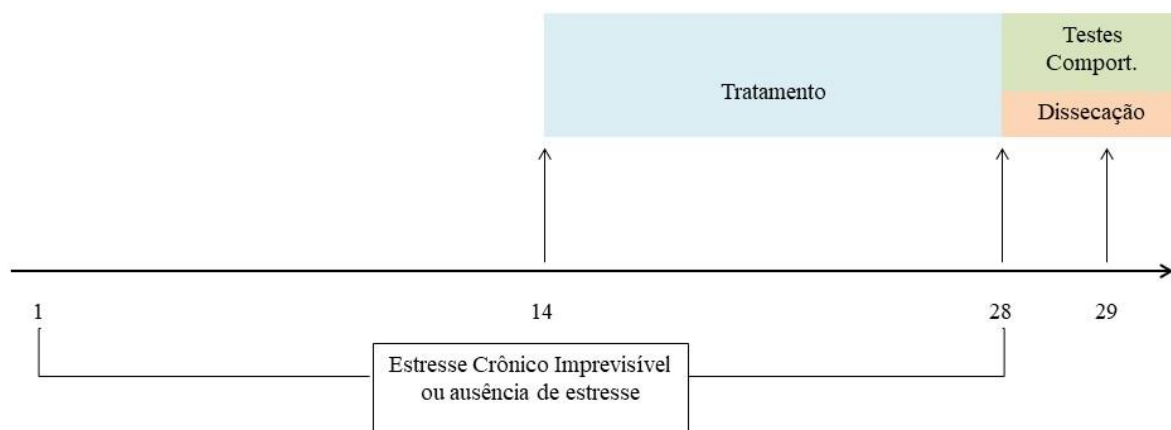 Testes
Comport.
Tratamento
Dissecação
1
14
28
29
Estresse Crônico Imprevisível
ou ausência de estresse